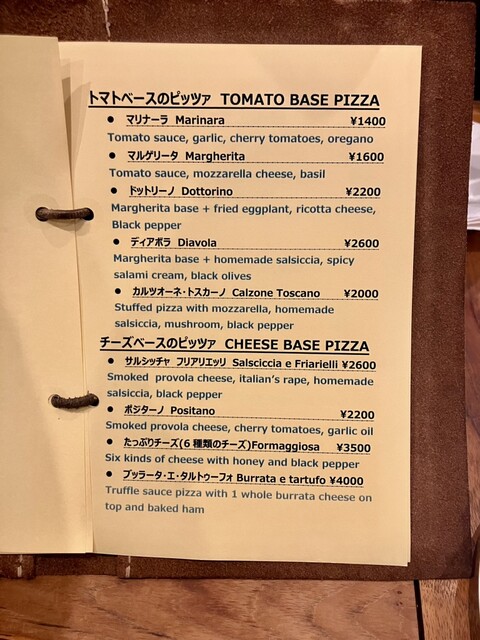 トマトベースのピッツァ TOMATO BASE PIZZA
● マリナーラ Marinara ¥1400
Tomato sauce, garlic, cherry tomatoes, oregano
● マルゲリータ Margherita ¥1600
Tomato sauce, mozzarella cheese, basil
● ドットリーノ Dottorino ¥2200
Margherita base + fried eggplant, ricotta cheese,
Black pepper
● ディアボラ Diavola ¥2600
Margherita base + homemade salsiccia, spicy
salami cream, black olives
● カルツオーネ・トスカーノ Calzone Toscano ¥2000
Stuffed pizza with mozzarella, homemade
salsiccia, mushroom, black pepper
チーズベースのピッツァ CHEESE BASE PIZZA
● サルシッチャ フリアリエッリ Salsciccia e Friarielli ¥2600
Smoked provola cheese, italian's rape, homemade
salsiccia, black pepper
● ポジターノ Positano ¥2200
Smoked provola cheese, cherry tomatoes, garlic oil
● たっぷりチーズ(6種類のチーズ)Formaggiosa ¥3500
Six kinds of cheese with honey and black pepper
● ブッラータ・エ・タルトゥーフォ Burrata e tartufo ¥4000
Truffle sauce pizza with 1 whole burrata cheese on
top and baked ham